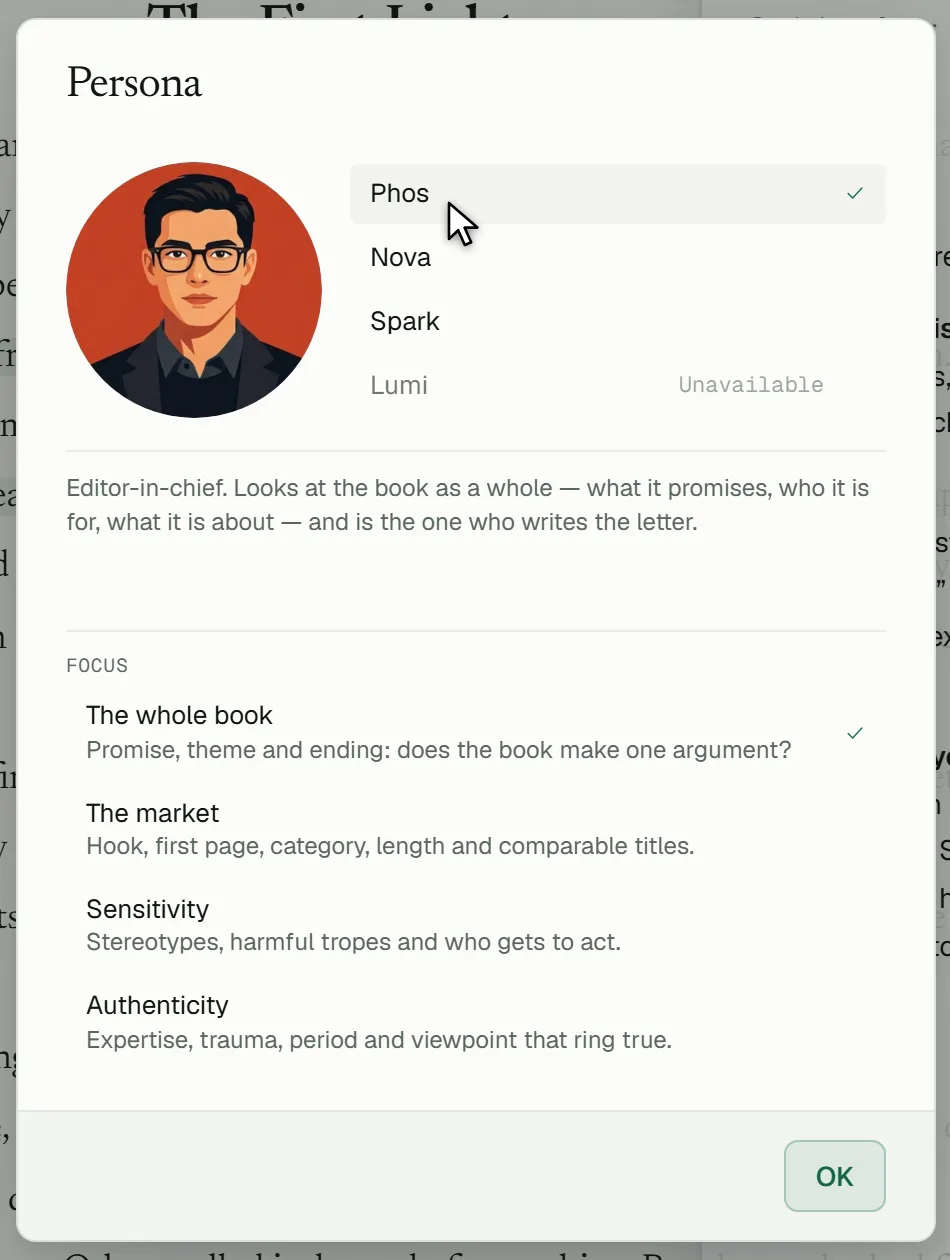 Persona
Phos
Nova
Spark
Lumi
Unavailable
Editor-in-chief. Looks at the book as a whole — what it promises, who it is
for, what it is about — and is the one who writes the letter.
FOCUS
The whole book
Promise, theme and ending: does the book make one argument?
The market
Hook, first page, category, length and comparable titles.
Sensitivity
Stereotypes, harmful tropes and who gets to act.
Authenticity
Expertise, trauma, period and viewpoint that ring true.
OK